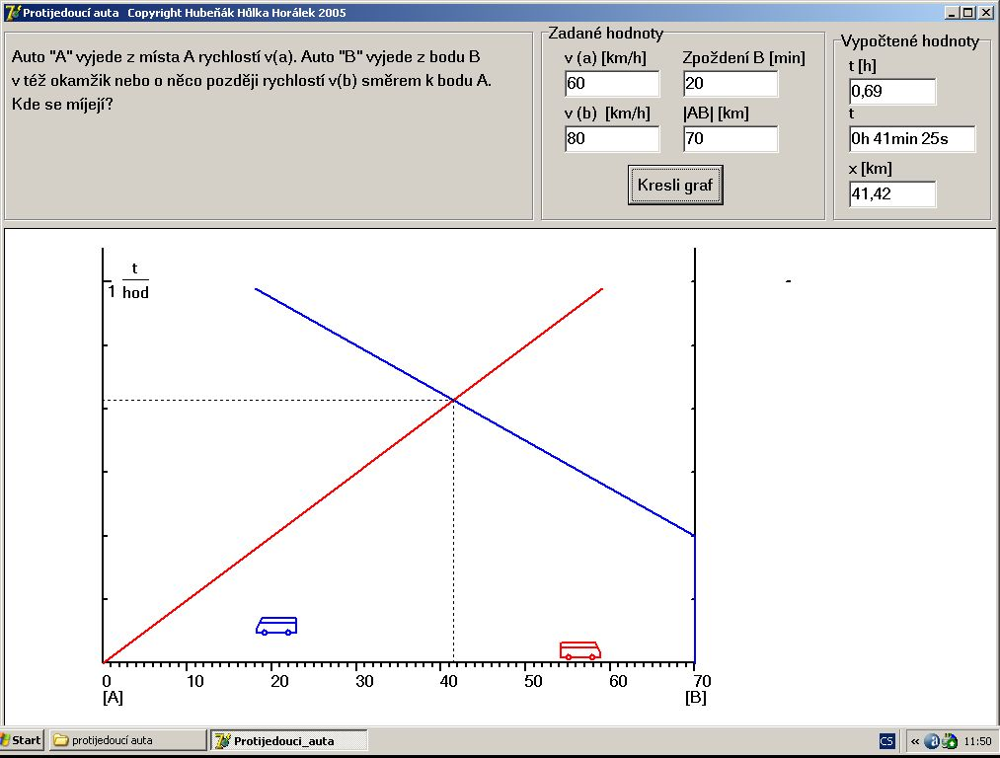 Protijedoucí auta   Copyright Hubeňák Hůlka Horálek 2005
Auto "A" vyjede z místa A rychlostí v(a). Auto "B" vyjede z bodu B
v též okamžik nebo o něco později rychlostí v(b) směrem k bodu A.
Kde se míjejí?
Zadané hodnoty
v (a) [km/h] Zpoždení B [min]
60 20
v (b)  [km/h] |AB| [km]
80 70
Kresli graf
Vypočtené hodnoty
t [h]
0,69
t
0h 41min 25s
x [km]
41,42
t
1 hod
0 10 20 30 40 50 60 70
[A] [B]
Start protijedoucí auta Protijedouci_auta CS « 11:50